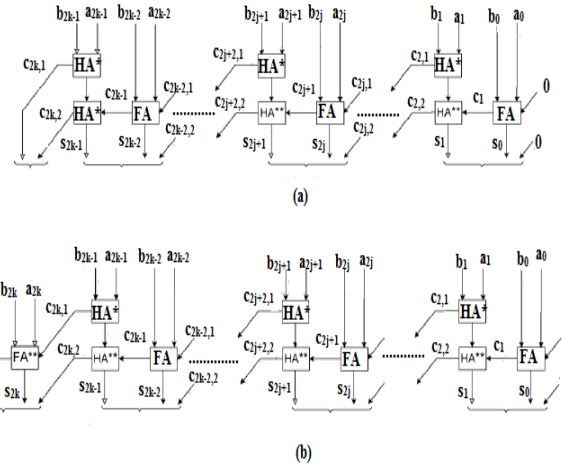 b2k-1 a2k-1 b2k-2 a2k-2 b2j+1 a2j+1 b2j a2j b1 a1 b0 a0
c2k,1 HA* c2j+2,1 HA* c2,1 HA*
c2k-1 c2k-2,1 c2j+1 c2j,1 c1 0
c2k,2 HA* FA c2j+2,2 HA** FA c2,2 HA** FA
s2k-1 s2k-2 c2k-2,2 s2j+1 s2j c2j,2 s1 s0 0
(a)
b2k-1 a2k-1 b2k-2 a2k-2 b2j+1 a2j+1 b2j a2j b1 a1 b0 a0
b2k a2k c2k,1 HA* c2j+2,1 HA* c2,1 HA*
c2k-1 c2k-2,1 c2j+1 c1
FA** c2k,2 HA** FA c2j+2,2 HA** FA c2,2 HA** FA
s2k s2k-1 s2k-2 c2k-2,2 s2j+1 s2j s1 s0
(b)